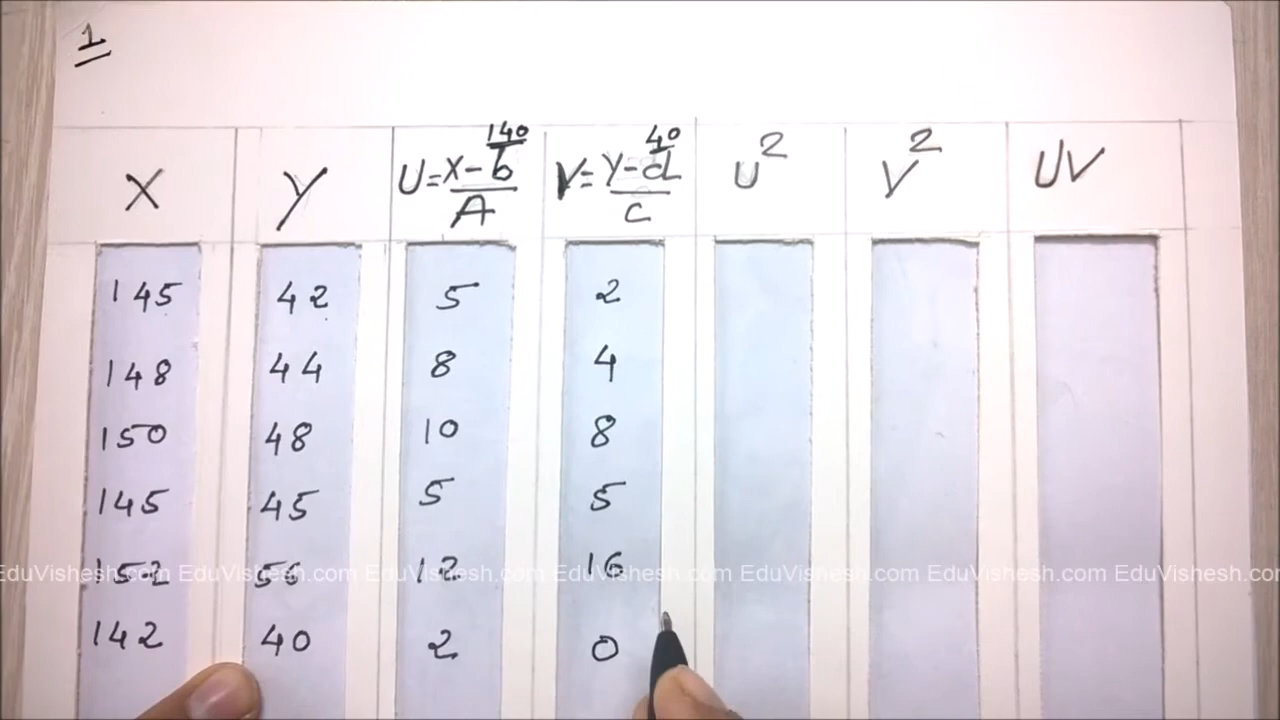 1
X Y U=X-b/A 140 V=Y-d/C 40 U² V² UV
145 42 5 2
148 44 8 4
150 48 10 8
145 45 5 5
152 56 12 16
EduVishesh.com EduVishesh.com EduVishesh.com EduVishesh.com EduVishesh.com EduVishesh.com EduVishesh.com
142 40 2 0